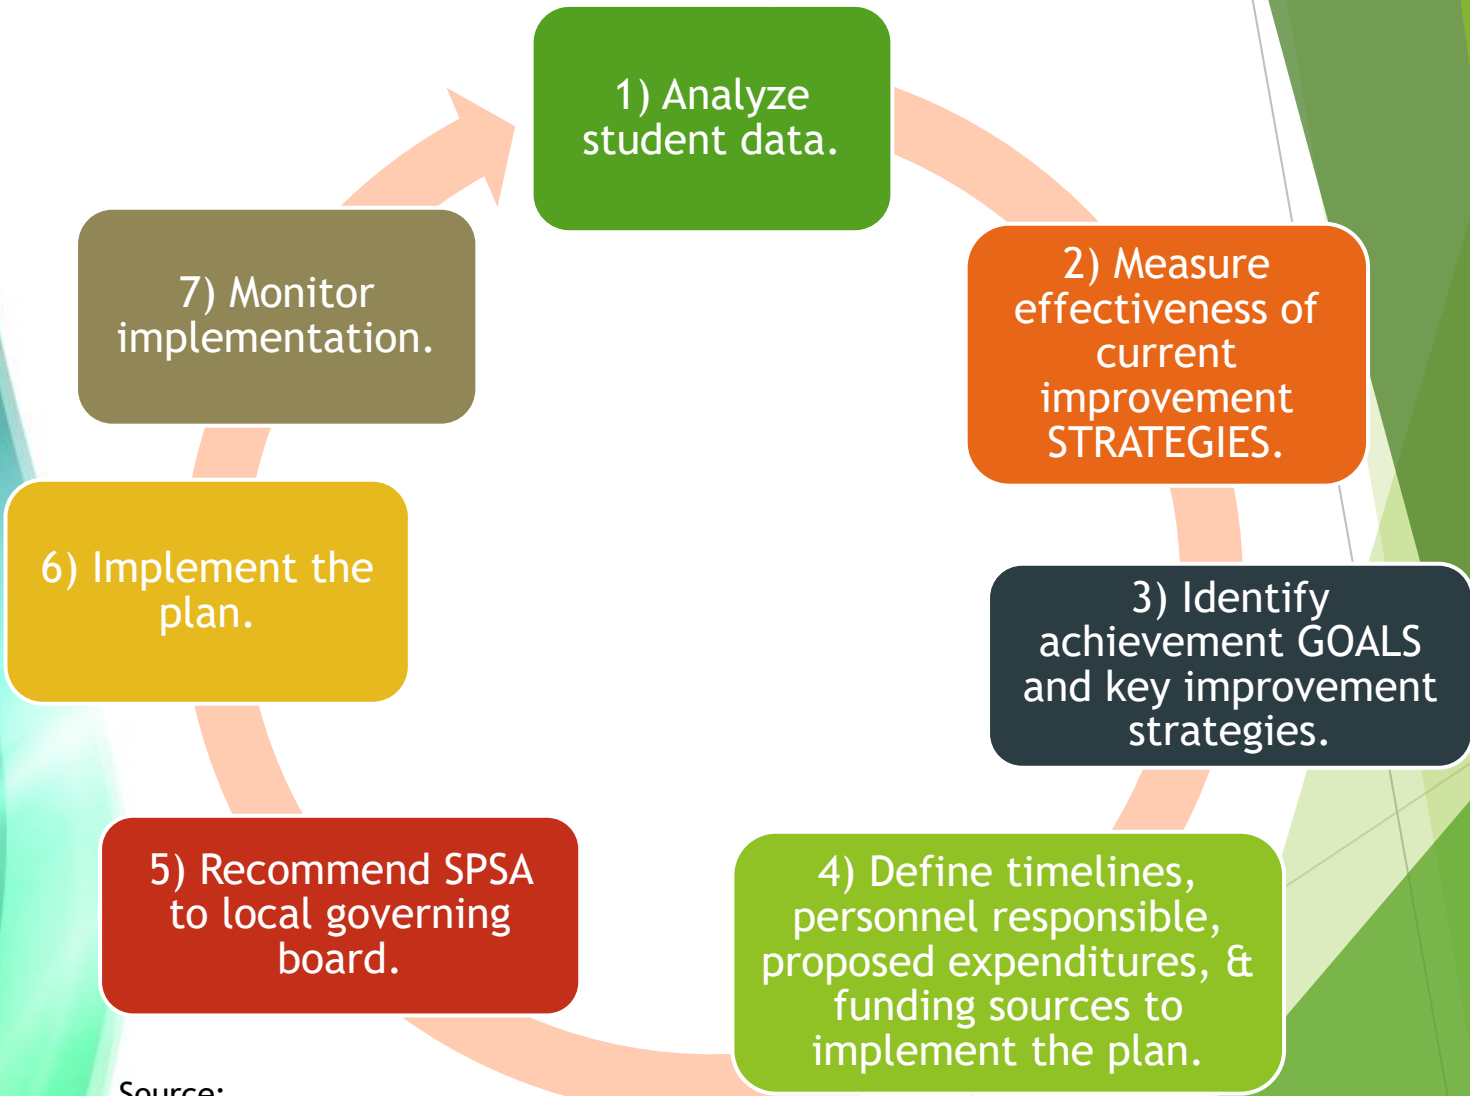 1) Analyze
student data.
2) Measure
effectiveness of
current
improvement
STRATEGIES.
3) Identify
achievement GOALS
and key improvement
strategies.
4) Define timelines,
personnel responsible,
proposed expenditures, &
funding sources to
implement the plan.
5) Recommend SPSA
to local governing
board.
6) Implement the
plan.
7) Monitor
implementation.
Source: